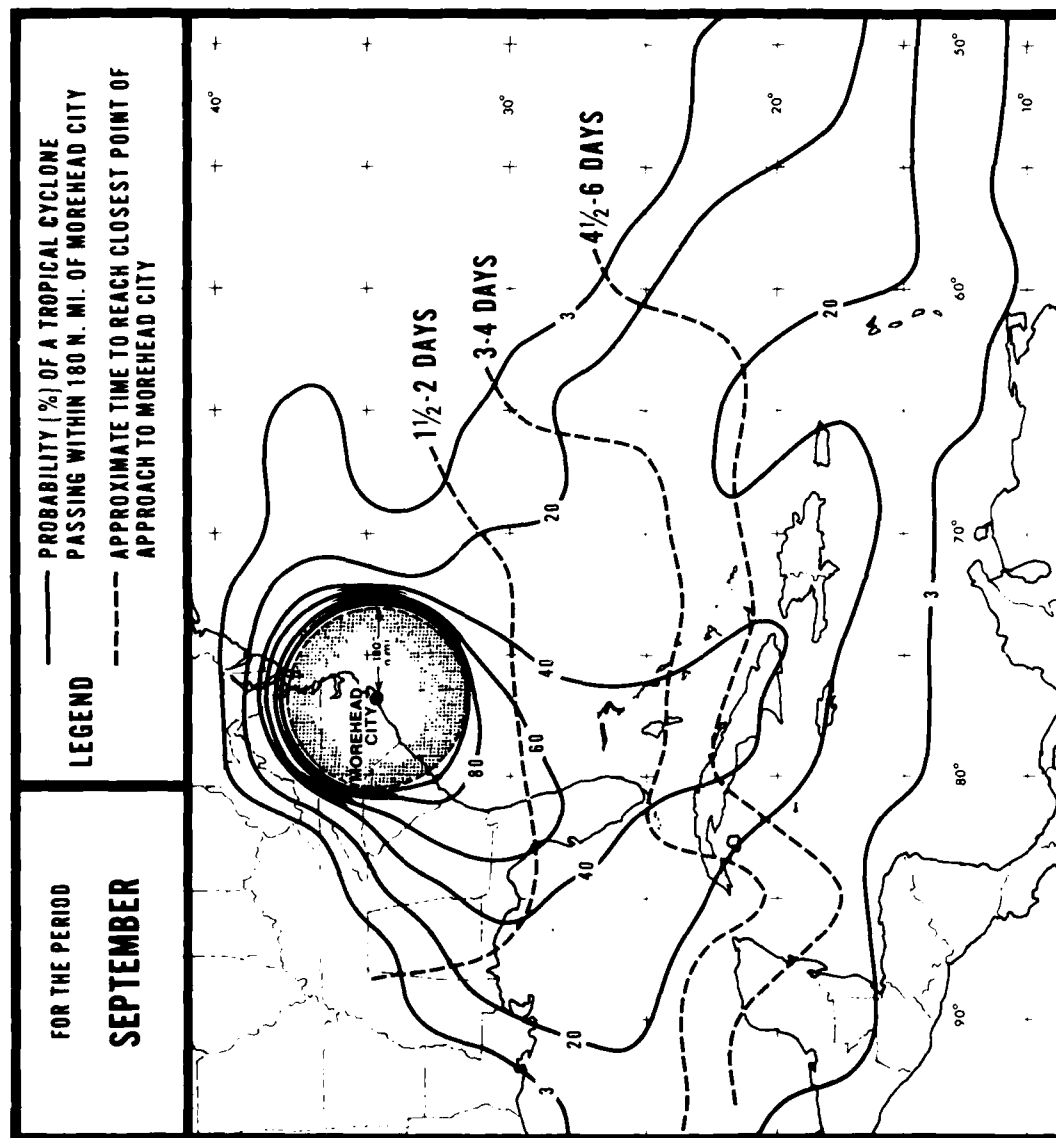 FOR THE PERIOD
SEPTEMBER
LEGEND
PROBABILITY (%) OF A TROPICAL CYCLONE
PASSING WITHIN 180 N. MI. OF MOREHEAD CITY
APPROXIMATE TIME TO REACH CLOSEST POINT OF
APPROACH TO MOREHEAD CITY
40°
30°
20°
10°
50°
60°
70°
80°
90°
MOREHEAD
CITY
180
n.mi.
1½-2 DAYS
3-4 DAYS
4½-6 DAYS
3
20
20
40
60
80
40
20
3
3